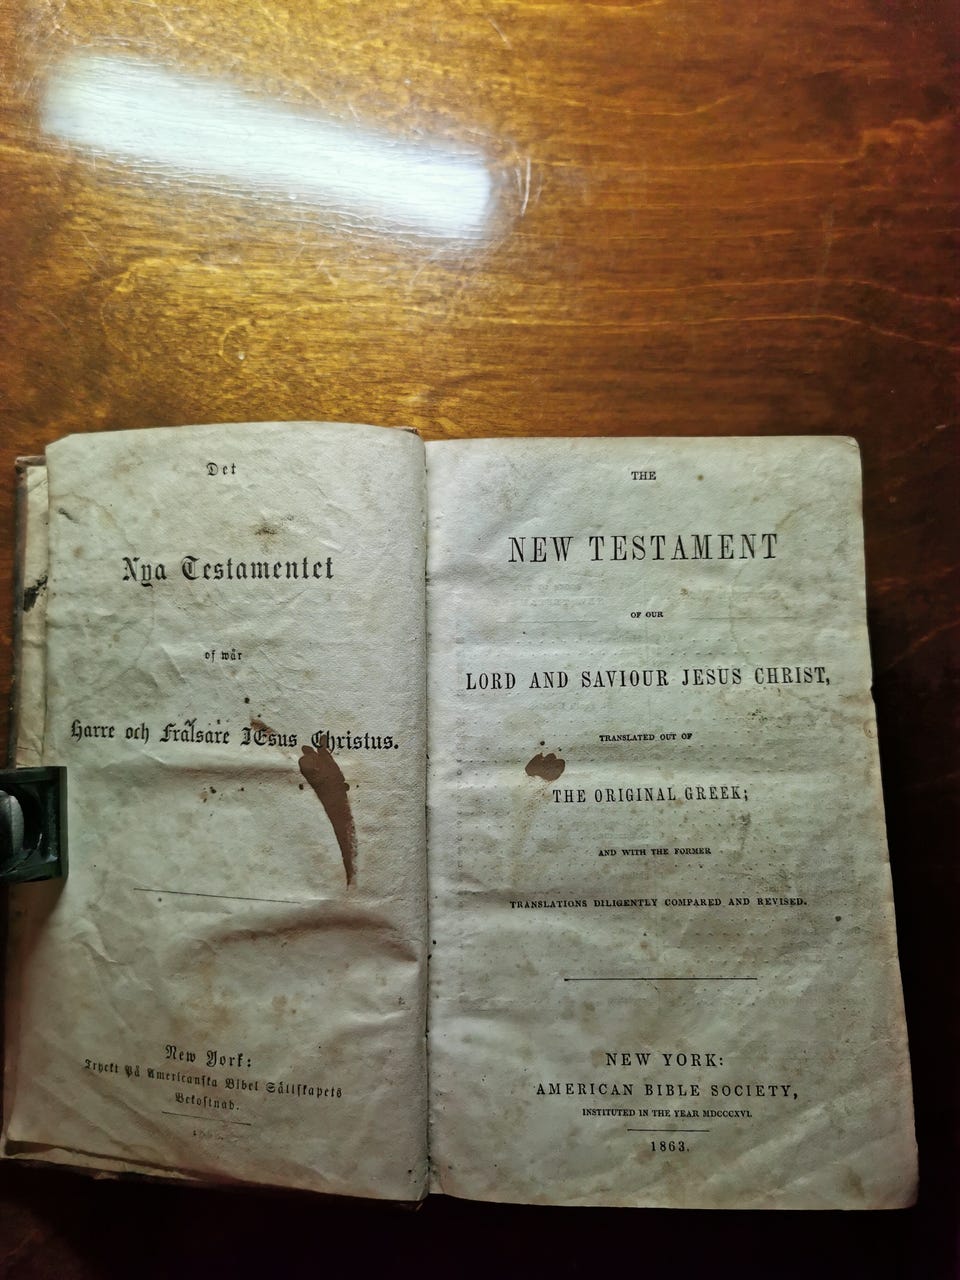 Det
Nya Testamentet
of wår
Harre och Frälsare JEsus Christus.
New York:
Tryckt På Americanska Bibel Sällskapets
Bekostnad.
THE
NEW TESTAMENT
OF OUR
LORD AND SAVIOUR JESUS CHRIST,
TRANSLATED OUT OF
THE ORIGINAL GREEK;
AND WITH THE FORMER
TRANSLATIONS DILIGENTLY COMPARED AND REVISED.
NEW YORK:
AMERICAN BIBLE SOCIETY,
INSTITUTED IN THE YEAR MDCCCXVI.
1863.